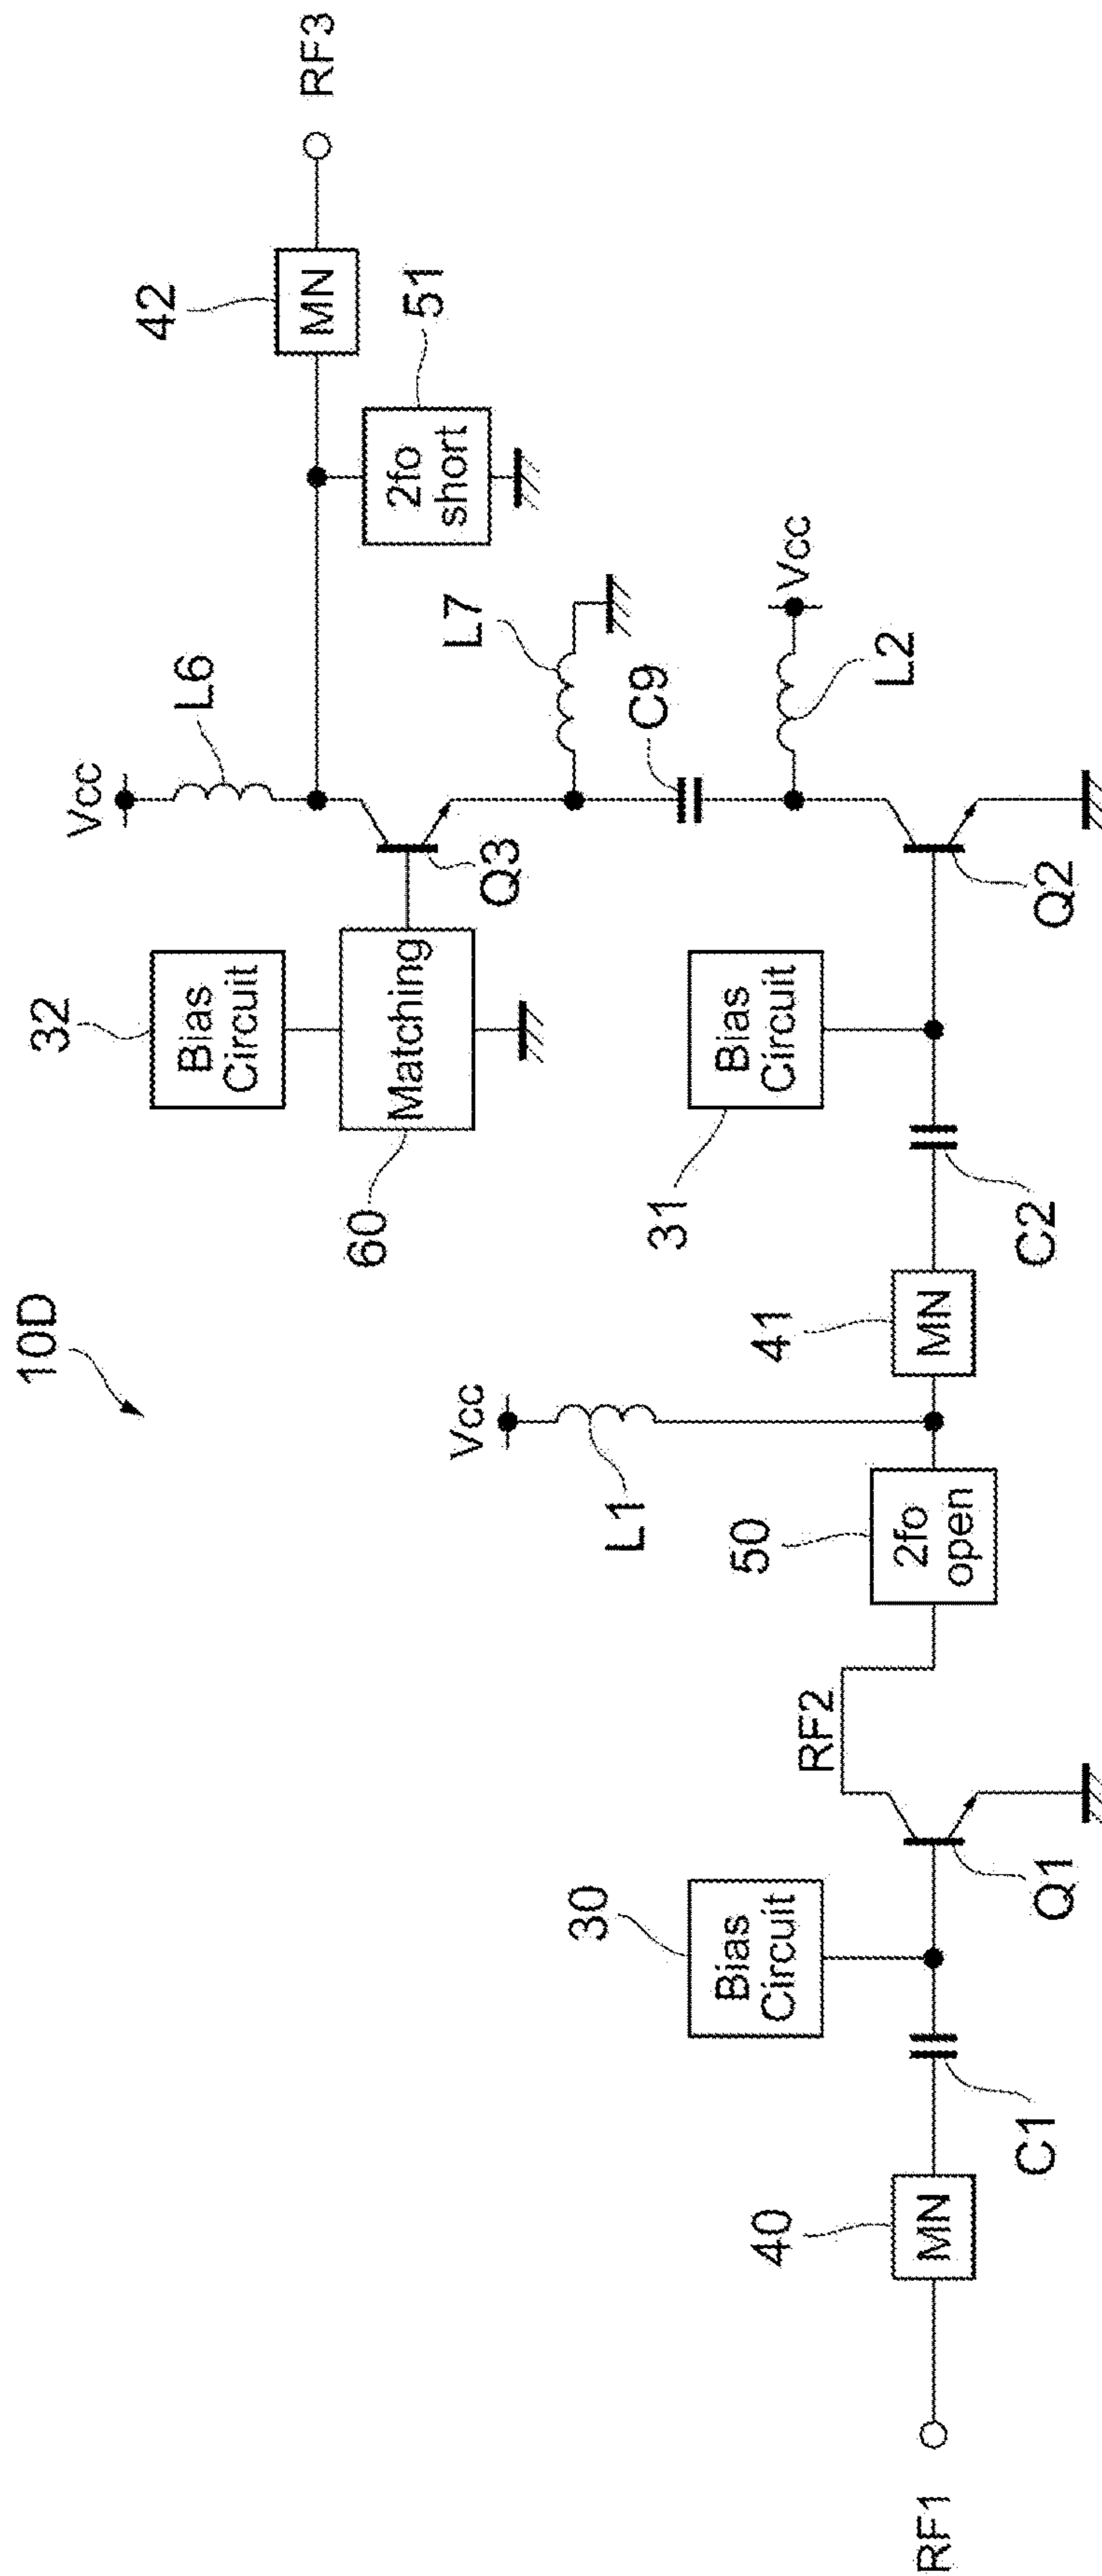 10D
Vcc
L6
32
Bias
Circuit
42
MN
RF3
60
Matching
Q3
2fo
short
51
L7
Vcc
L1
C9
31
Bias
Circuit
Vcc
L2
30
Bias
Circuit
RF2
50
2fo
open
41
MN
C2
Q2
RF1
40
MN
C1
Q1